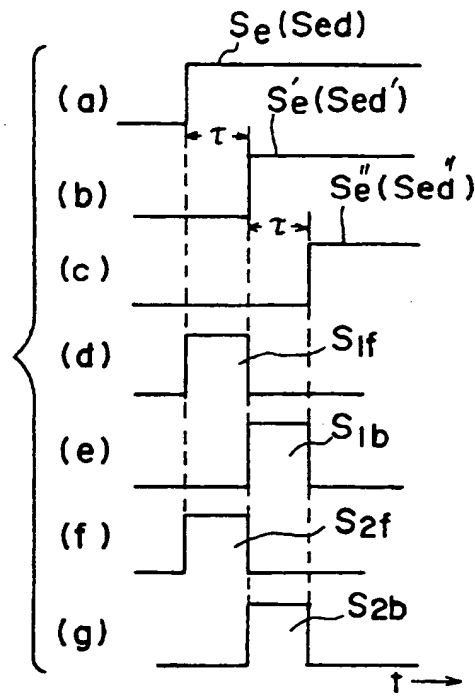 Se(Sed)
(a)
τ
Se'(Sed')
(b)
τ
Se"(Sed")
(c)
(d)
S1f
(e)
S1b
(f)
S2f
(g)
S2b
t